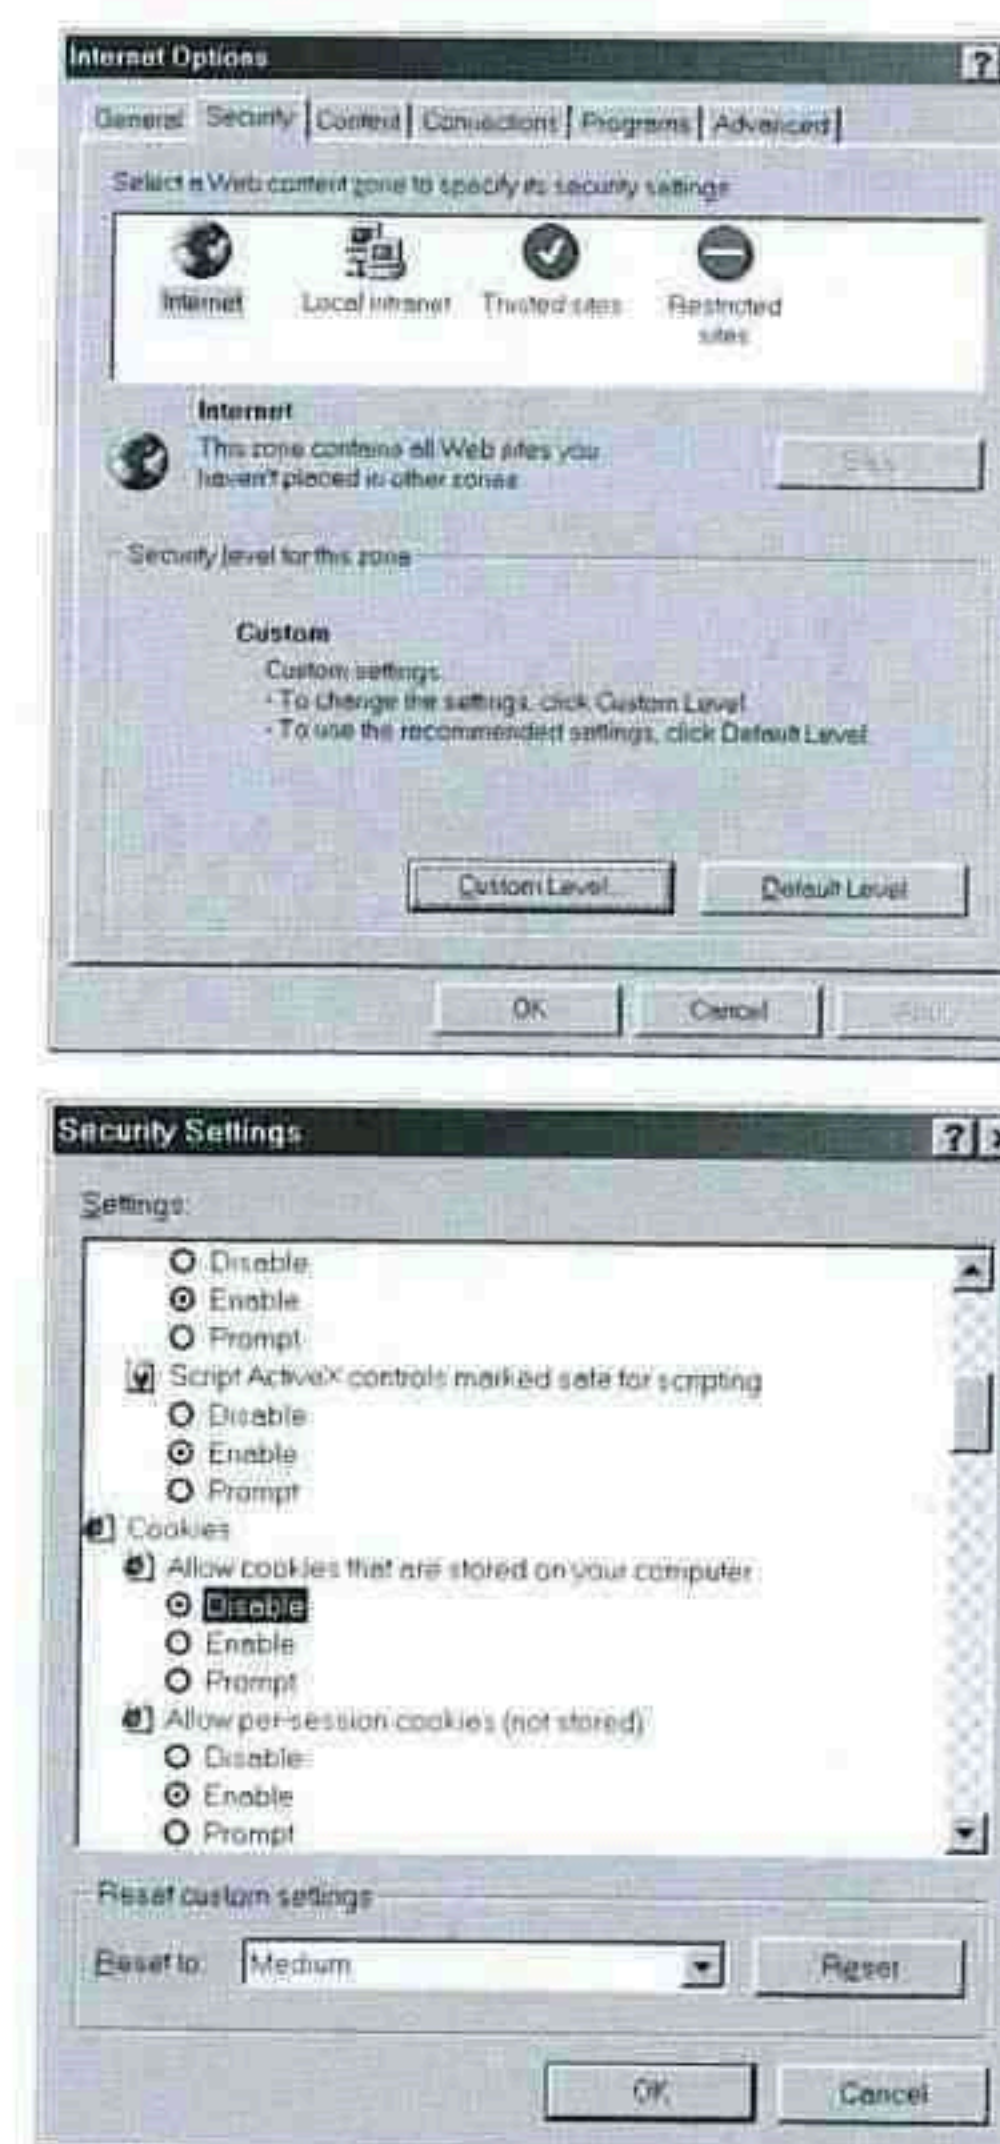 Internet Options
?
General Security Content Connections Programs Advanced
Select a Web content zone to specify its security settings
Internet Local intranet Trusted sites Restricted sites
Internet
This zone contains all Web sites you
haven't placed in other zones
Sites...
Security level for this zone
Custom
Custom settings.
- To change the settings, click Custom Level.
- To use the recommended settings, click Default Level.
Custom Level... Default Level
OK Cancel Apply
Security Settings
? x
Settings:
Disable
Enable
Prompt
Script ActiveX controls marked safe for scripting
Disable
Enable
Prompt
Cookies
Allow cookies that are stored on your computer
Disable
Enable
Prompt
Allow per-session cookies (not stored)
Disable
Enable
Prompt
Reset custom settings
Reset to: Medium Reset
OK Cancel